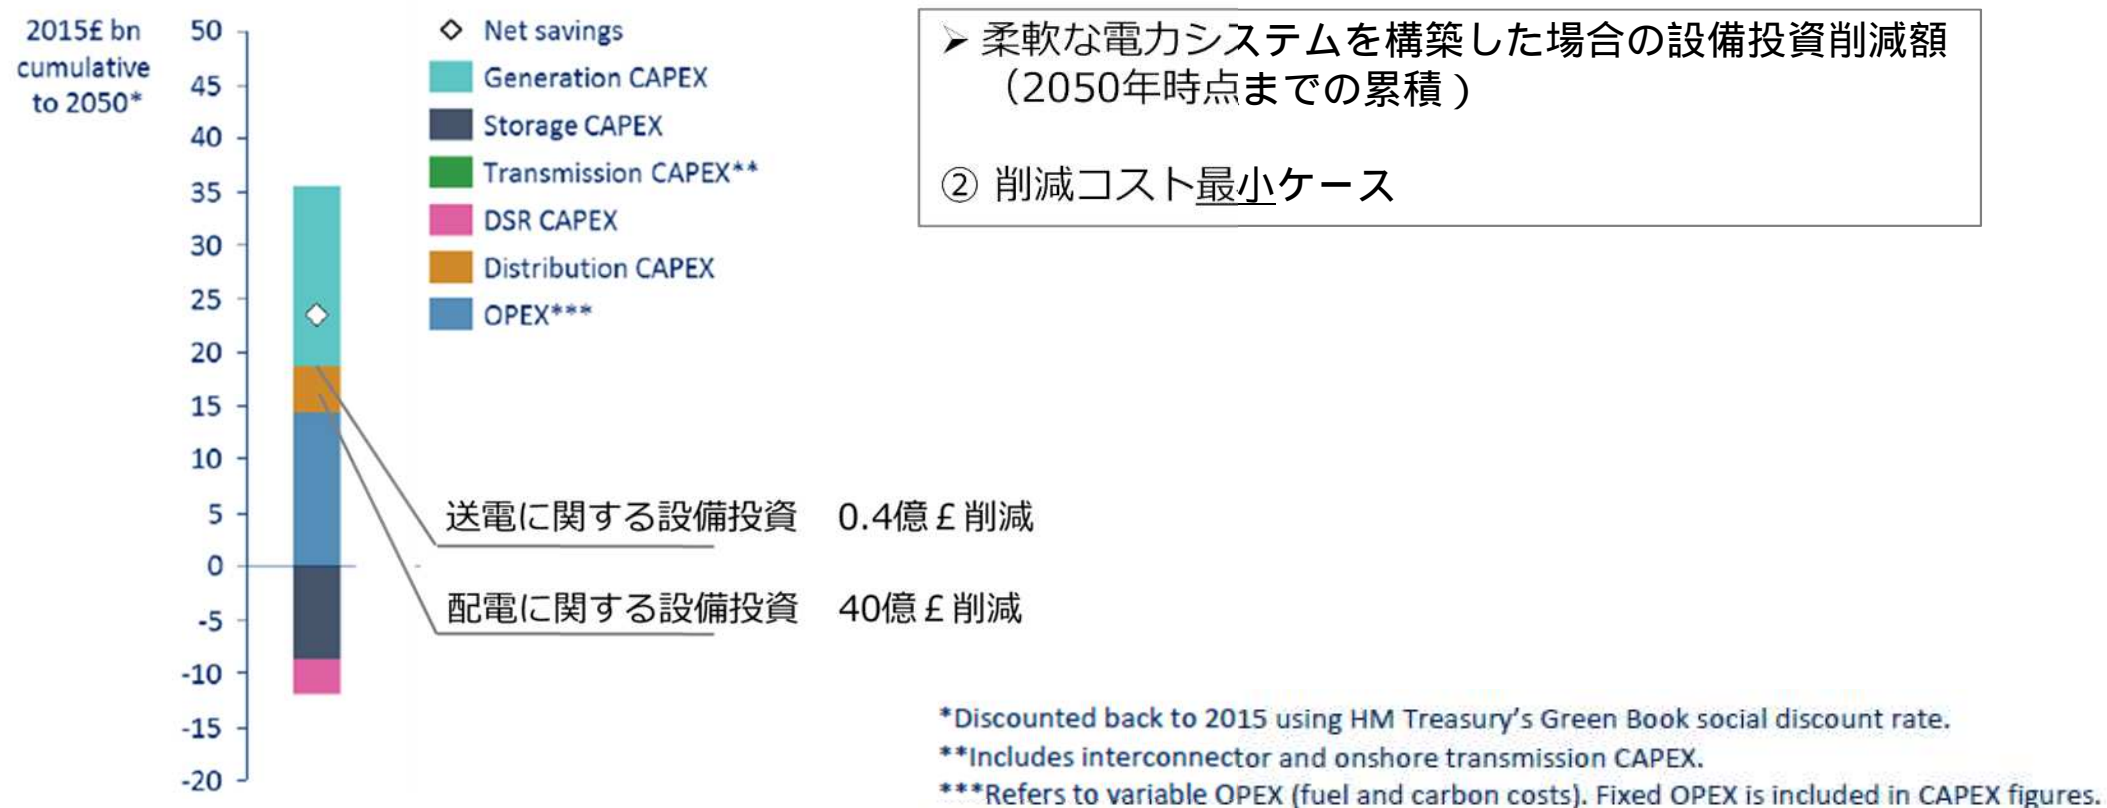 2015£ bn
cumulative
to 2050*
50
45
40
35
30
25
20
15
10
5
0
-5
-10
-15
-20
Net savings
Generation CAPEX
Storage CAPEX
Transmission CAPEX**
DSR CAPEX
Distribution CAPEX
OPEX***
➢ 柔軟な電力システムを構築した場合の設備投資削減額
（2050年時点までの累積）
② 削減コスト最小ケース
送電に関する設備投資　0.4億￡削減
配電に関する設備投資　40億￡削減
*Discounted back to 2015 using HM Treasury's Green Book social discount rate.
**Includes interconnector and onshore transmission CAPEX.
***Refers to variable OPEX (fuel and carbon costs). Fixed OPEX is included in CAPEX figures.